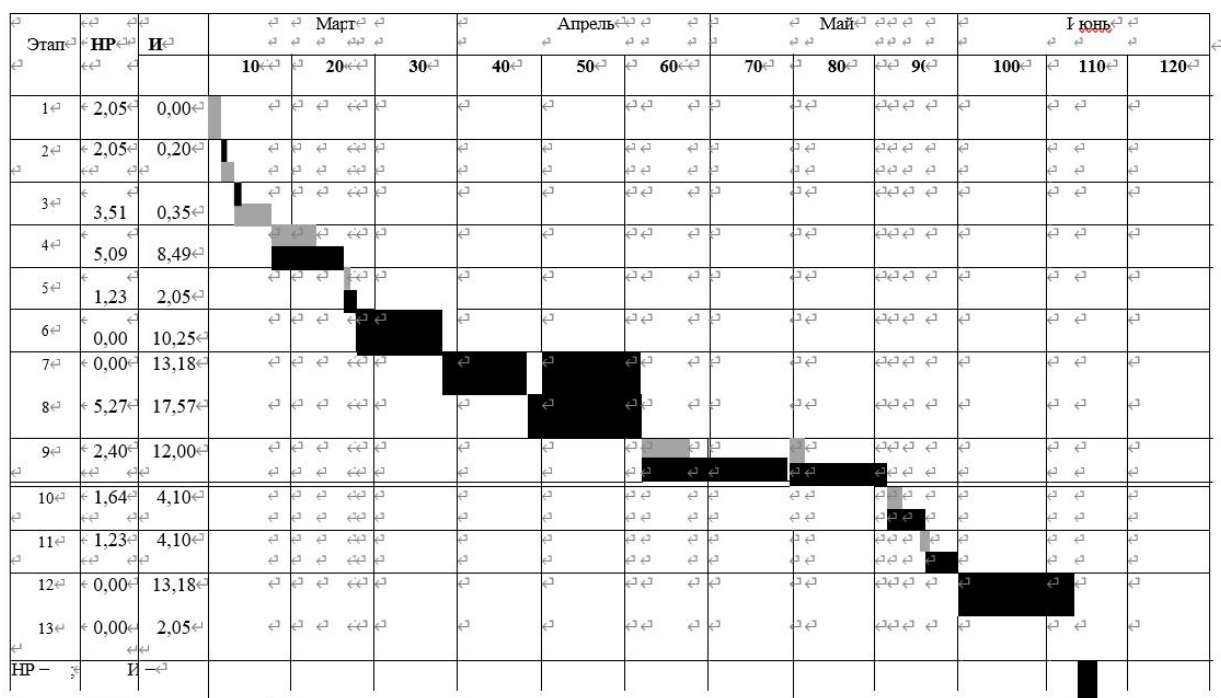 Март Апрель Май Июнь
Этап НР И
10 20 30 40 50 60 70 80 90 100 110 120
1 2,05 0,00
2 2,05 0,20
3 3,51 0,35
4 5,09 8,49
5 1,23 2,05
6 0,00 10,25
7 0,00 13,18
8 5,27 17,57
9 2,40 12,00
10 1,64 4,10
11 1,23 4,10
12 0,00 13,18
13 0,00 2,05
НР – ; И –